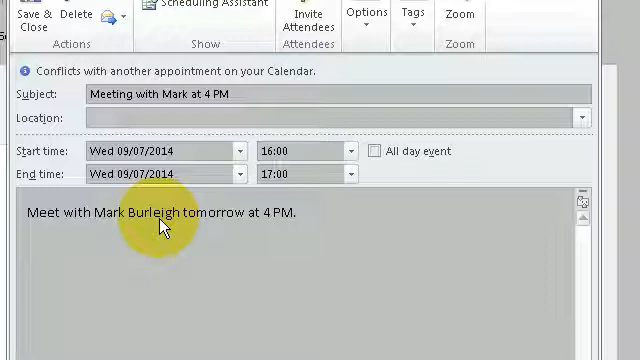 Scheduling Assistant
Save &
Close
Delete
Invite
Attendees
Options
Tags
Zoom
Actions
Show
Attendees
Zoom
Conflicts with another appointment on your Calendar.
Subject: Meeting with Mark at 4 PM
Location:
Start time: Wed 09/07/2014 16:00 All day event
End time: Wed 09/07/2014 17:00
Meet with Mark Burleigh tomorrow at 4 PM.